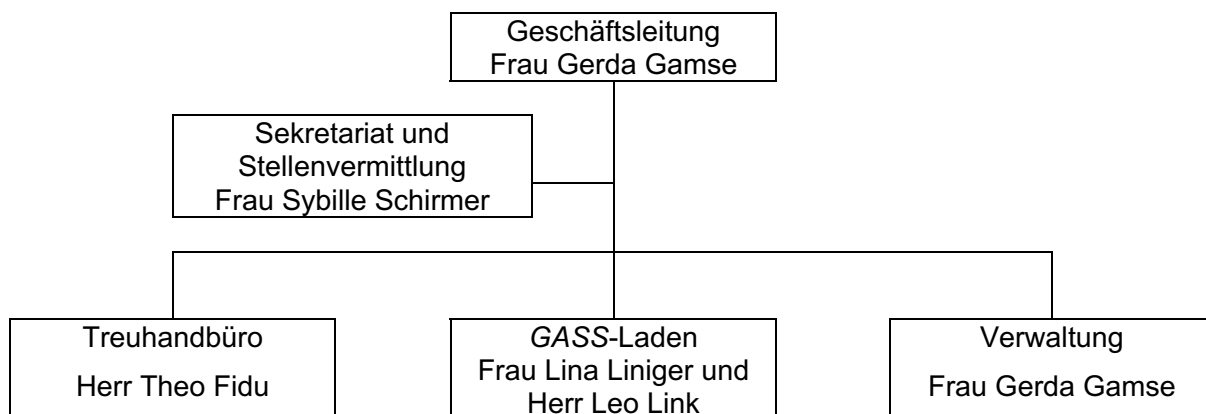 Geschäftsleitung
Frau Gerda Gamse
Sekretariat und
Stellenvermittlung
Frau Sybille Schirmer
Treuhandbüro
Herr Theo Fidu
GASS-Laden
Frau Lina Liniger und
Herr Leo Link
Verwaltung
Frau Gerda Gamse